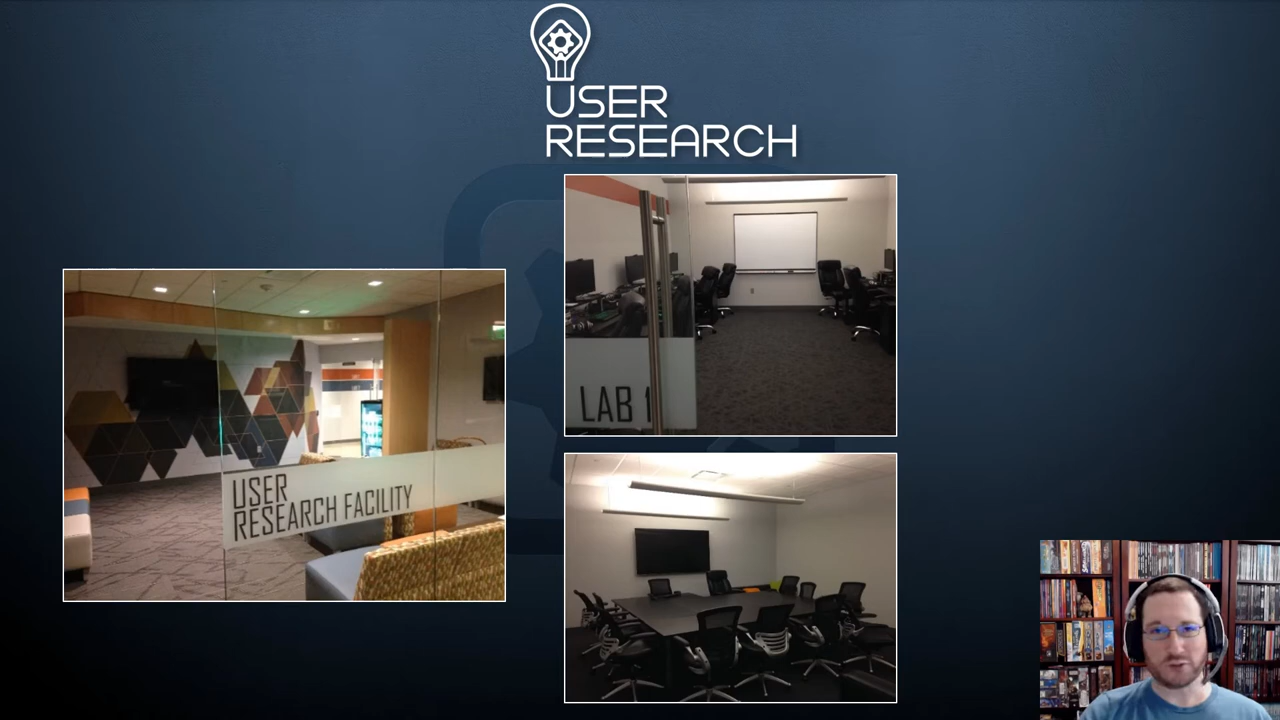 USER
RESEARCH
LAB 1
USER
RESEARCH FACILITY